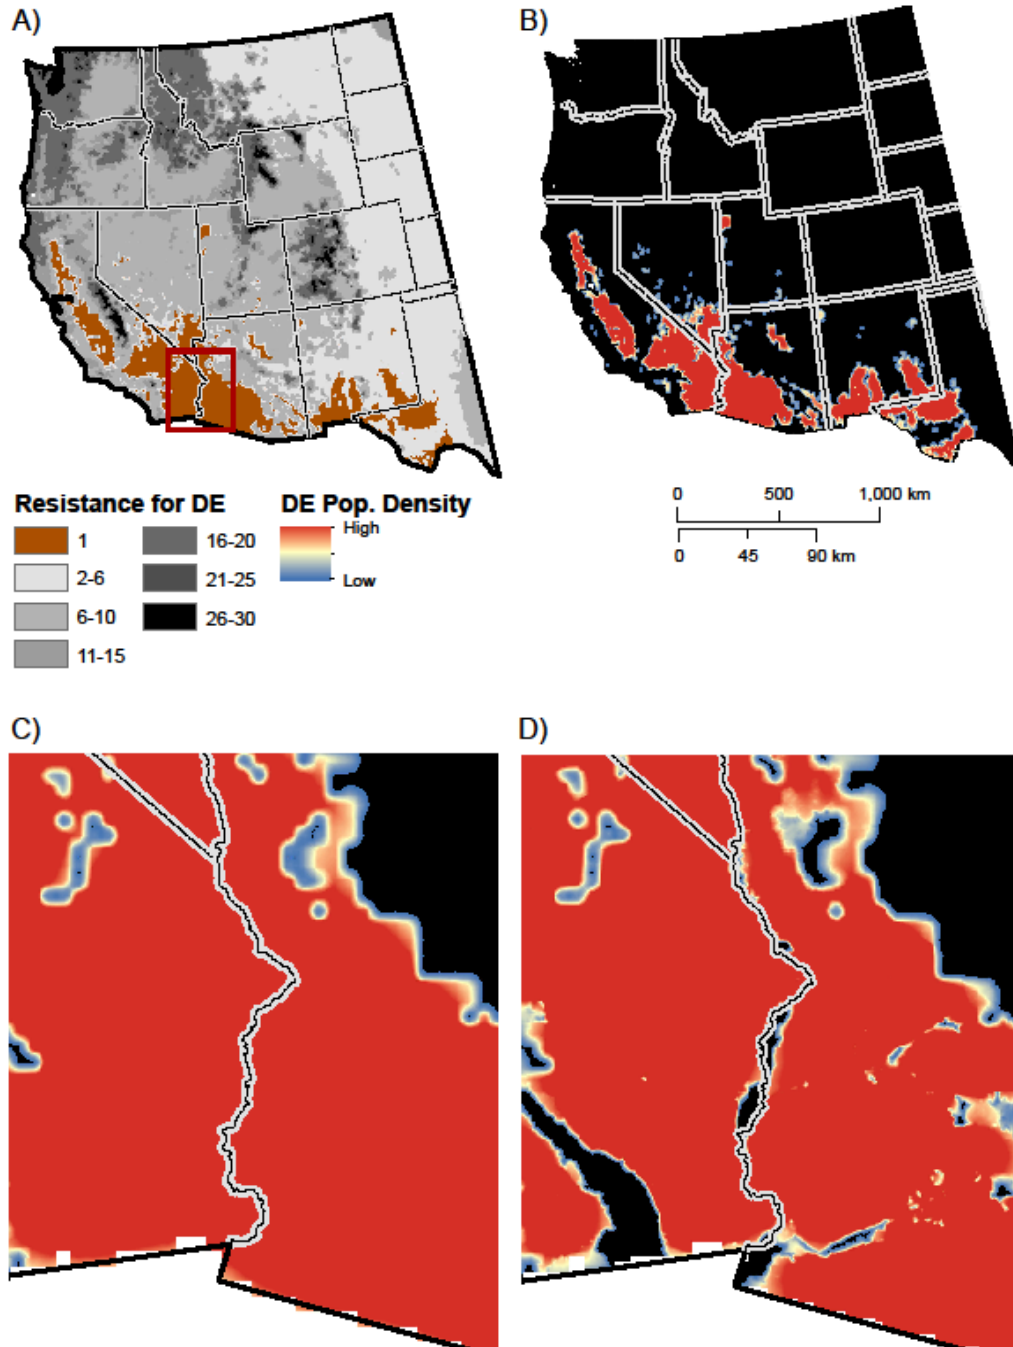 A)
B)
Resistance for DE
DE Pop. Density
1
16-20
2-6
21-25
6-10
26-30
11-15
High
Low
0 500 1,000 km
0 45 90 km
C)
D)